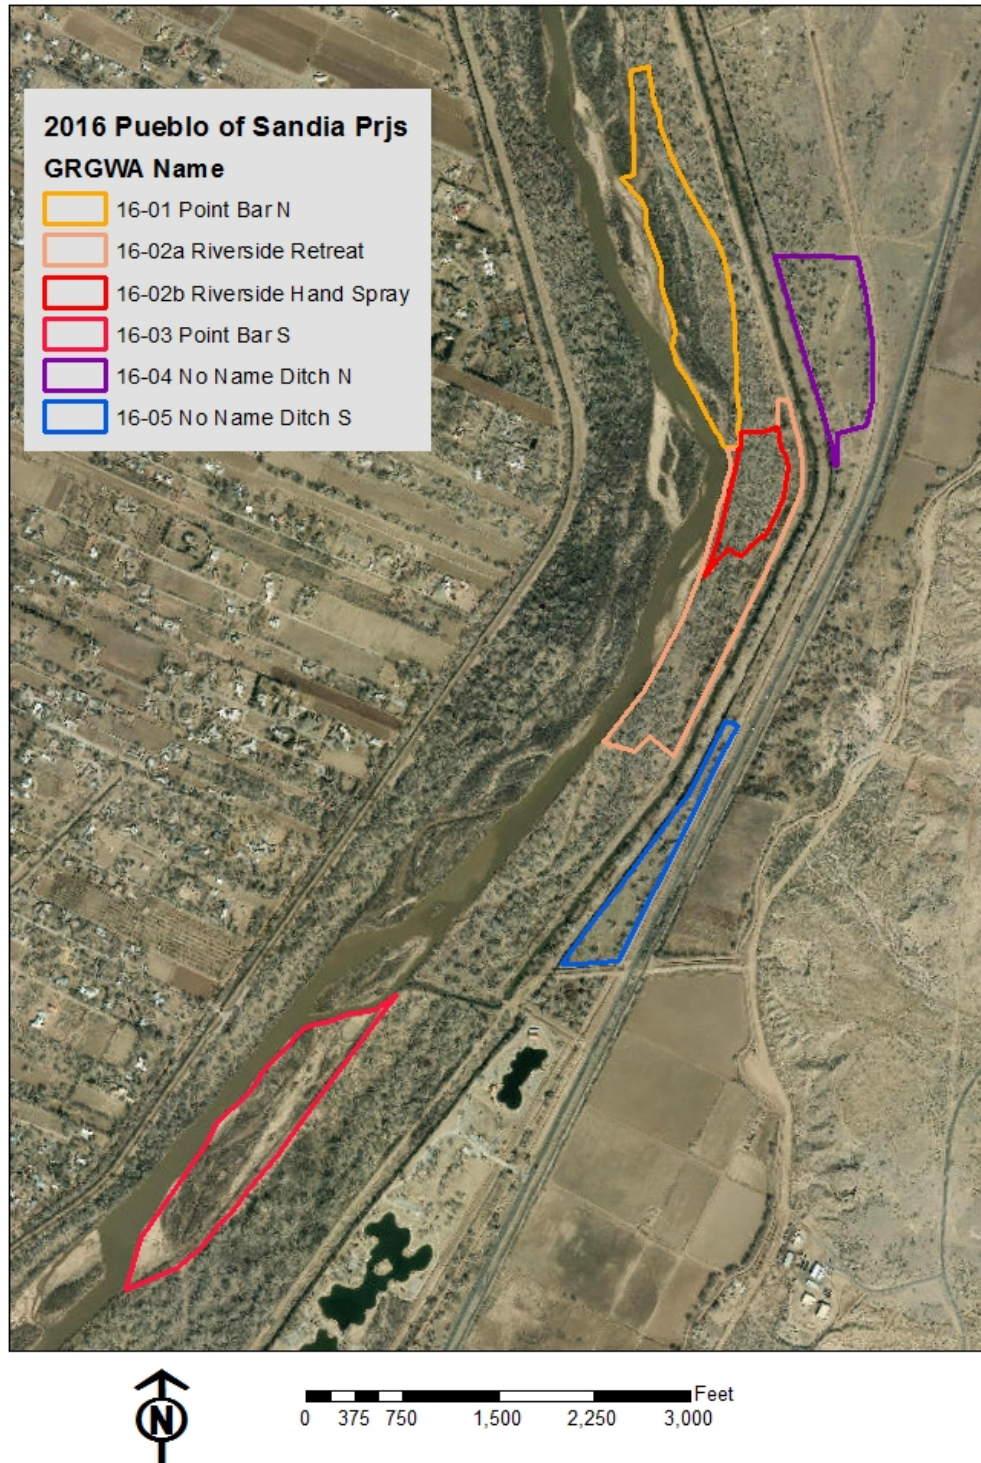 2016 Pueblo of Sandia Prjs
GRGWA Name
16-01 Point Bar N
16-02a Riverside Retreat
16-02b Riverside Hand Spray
16-03 Point Bar S
16-04 No Name Ditch N
16-05 No Name Ditch S
N
Feet
0 375 750 1,500 2,250 3,000